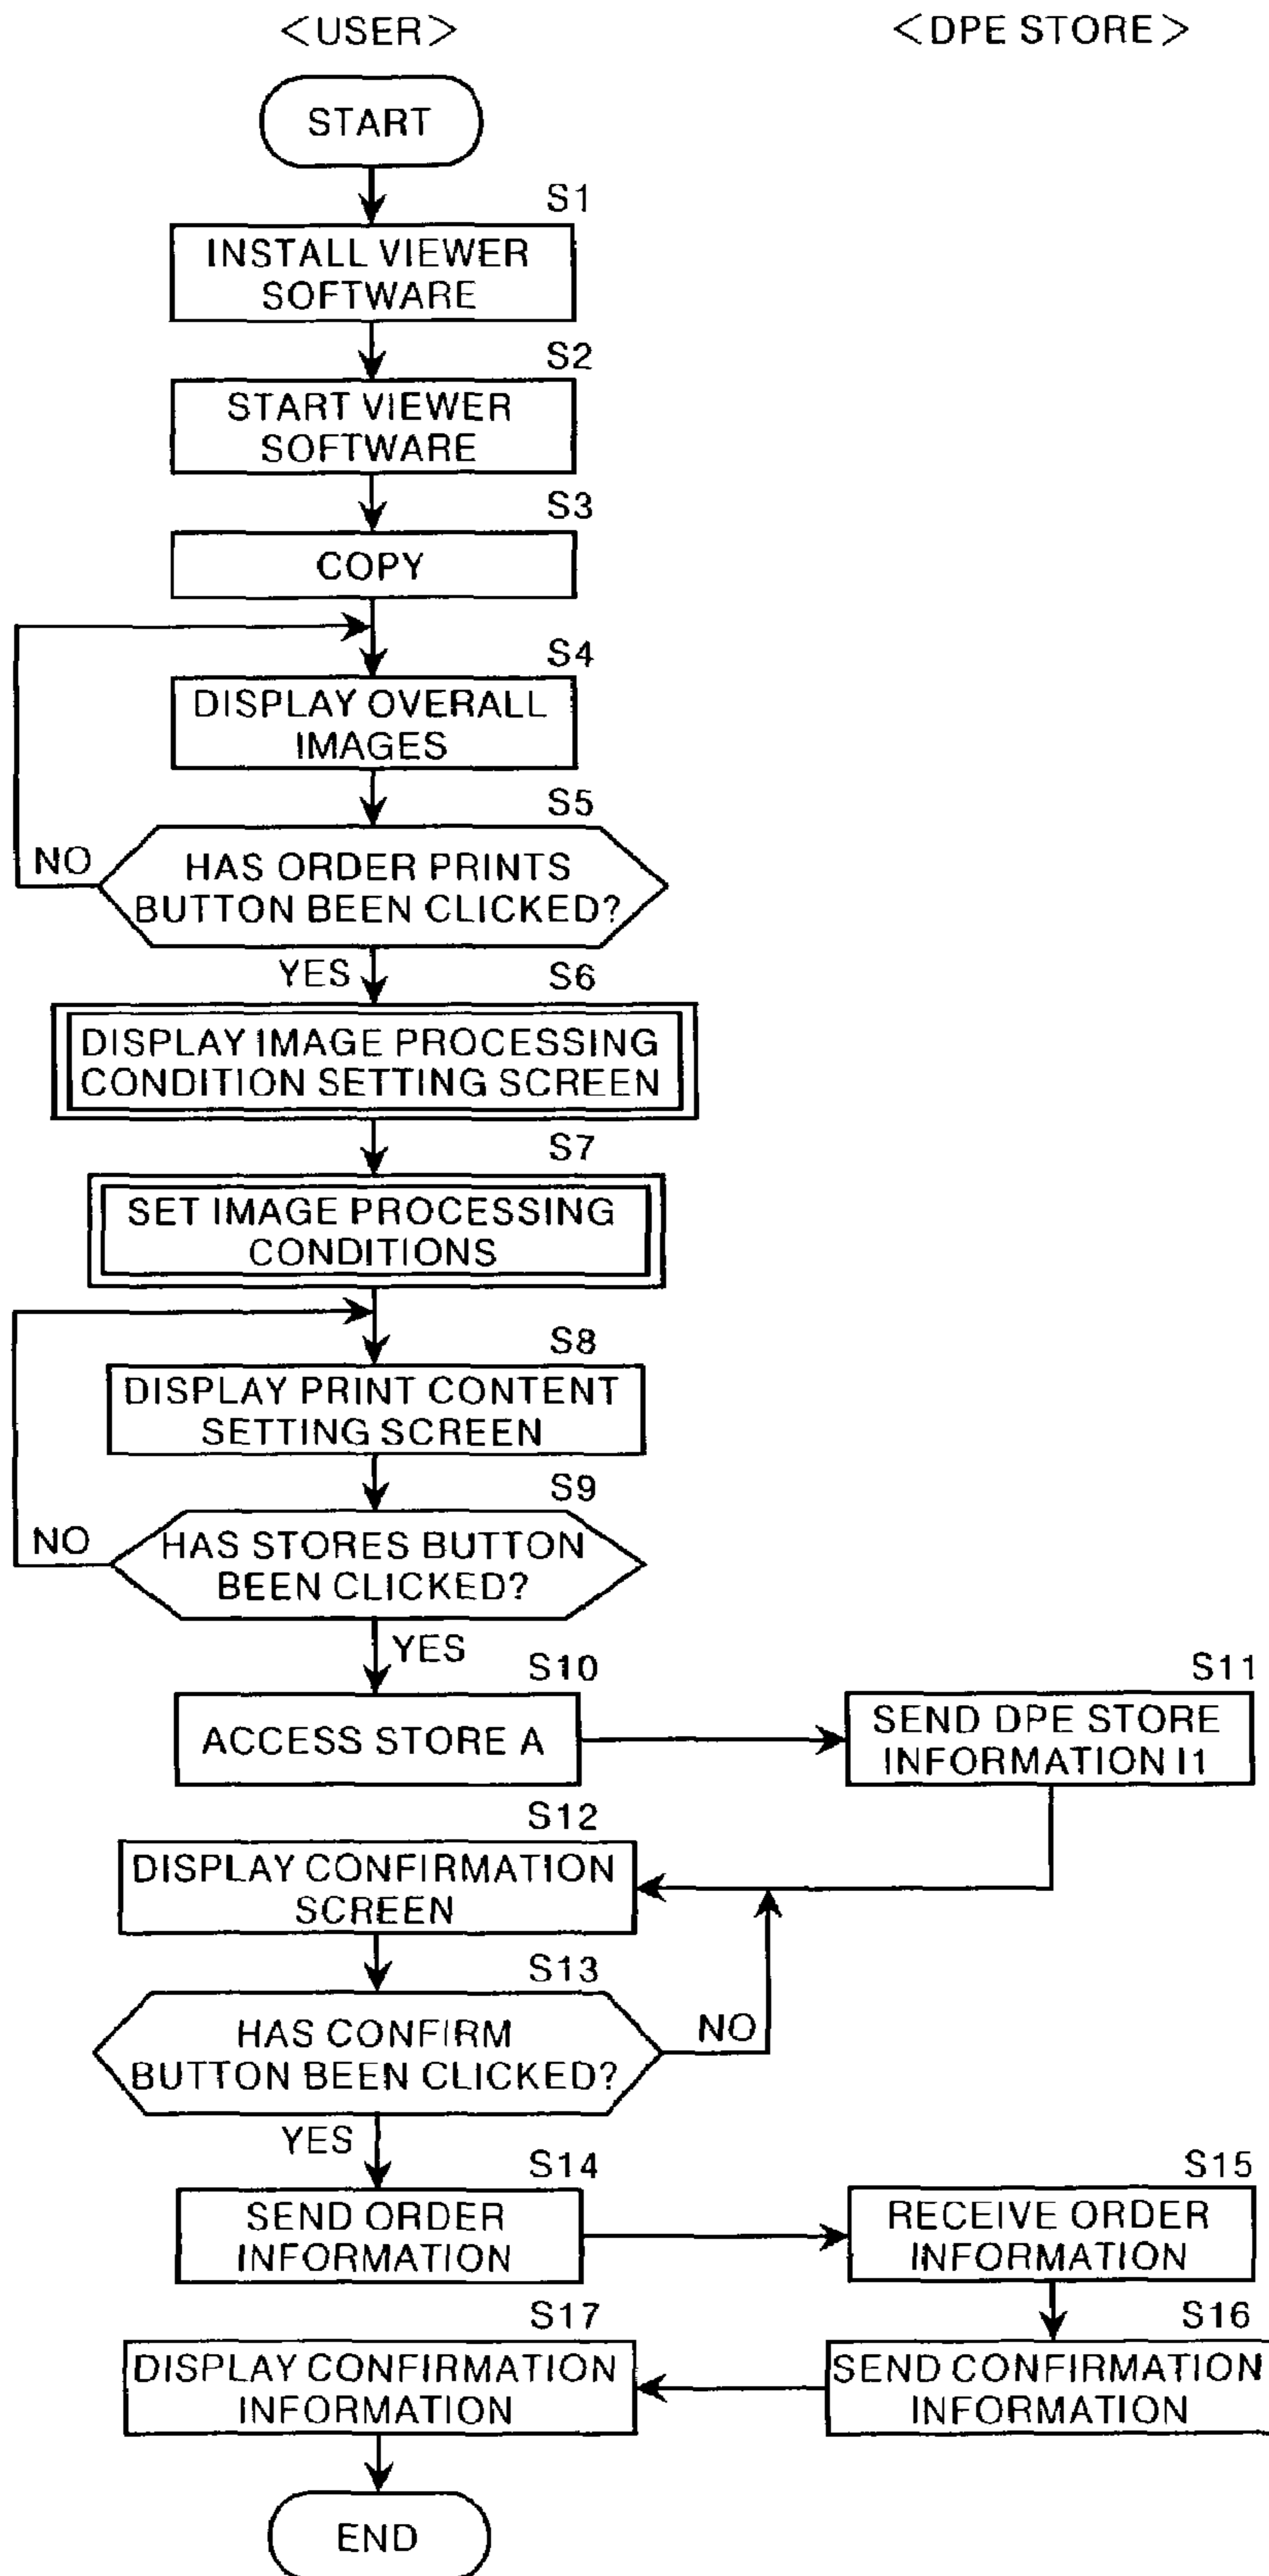 <USER>
<DPE STORE>
START
S1
INSTALL VIEWER
SOFTWARE
S2
START VIEWER
SOFTWARE
S3
COPY
S4
DISPLAY OVERALL
IMAGES
S5
HAS ORDER PRINTS
BUTTON BEEN CLICKED?
NO
YES
S6
DISPLAY IMAGE PROCESSING
CONDITION SETTING SCREEN
S7
SET IMAGE PROCESSING
CONDITIONS
S8
DISPLAY PRINT CONTENT
SETTING SCREEN
S9
HAS STORES BUTTON
BEEN CLICKED?
NO
YES
S10
ACCESS STORE A
S11
SEND DPE STORE
INFORMATION I1
S12
DISPLAY CONFIRMATION
SCREEN
S13
HAS CONFIRM
BUTTON BEEN CLICKED?
NO
YES
S14
SEND ORDER
INFORMATION
S15
RECEIVE ORDER
INFORMATION
S16
SEND CONFIRMATION
INFORMATION
S17
DISPLAY CONFIRMATION
INFORMATION
END